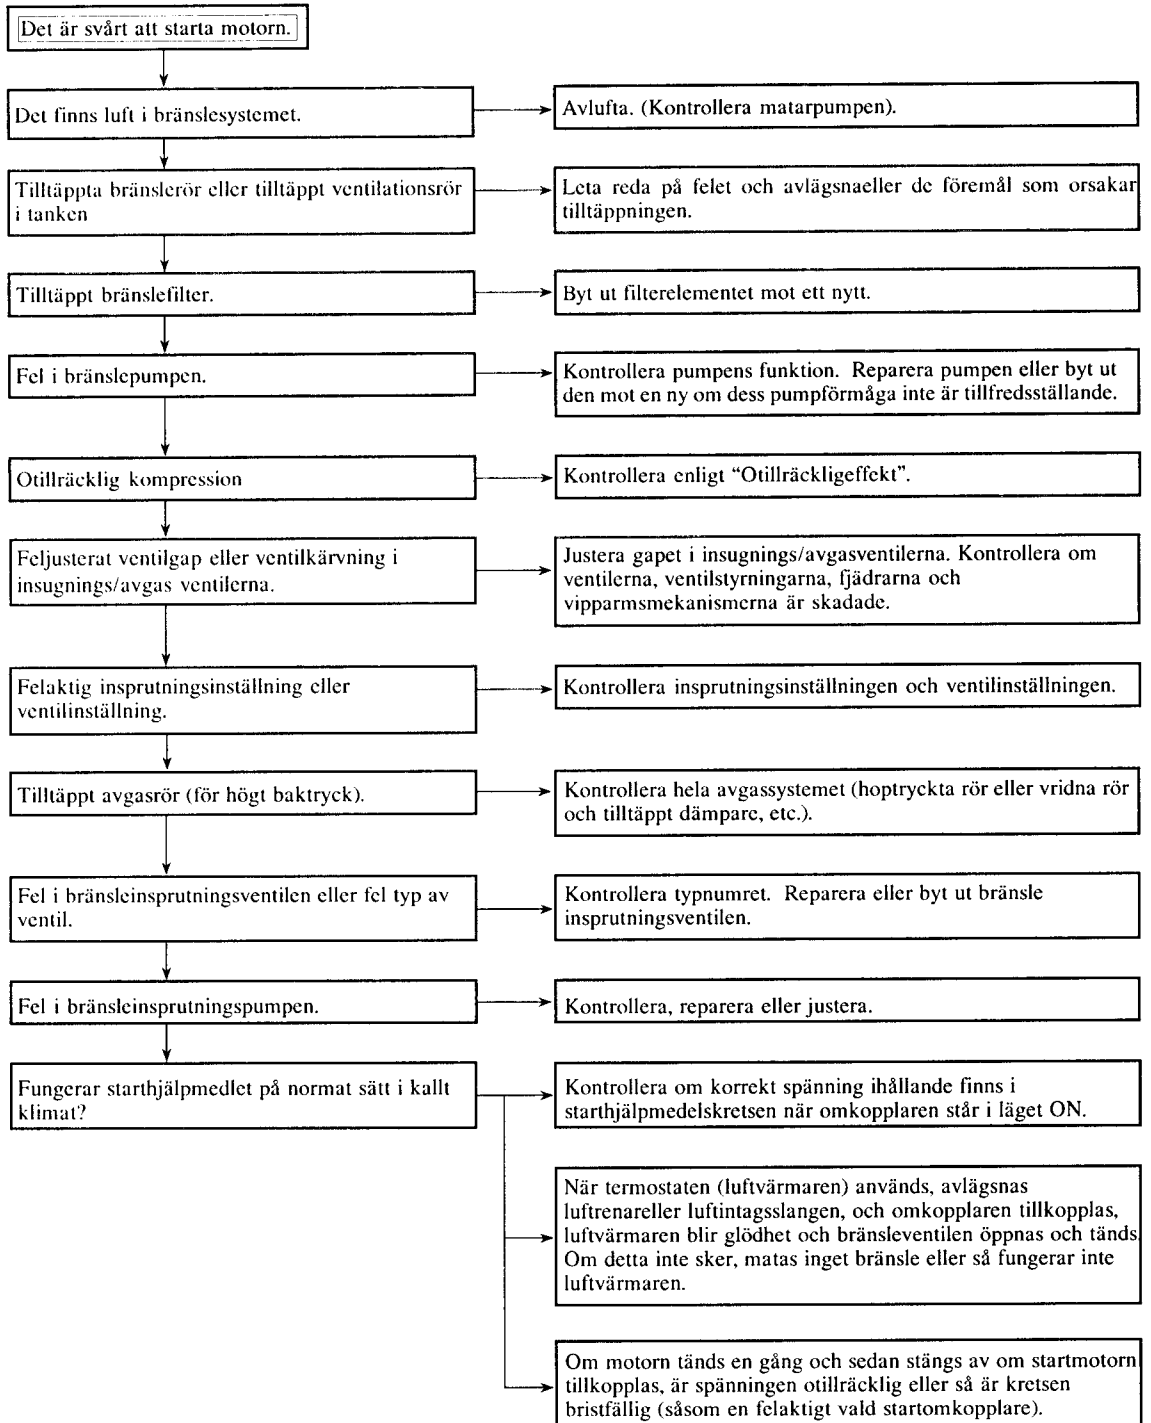 Det är svårt att starta motorn.
Det finns luft i bränslesystemet.
Avlufta. (Kontrollera matarpumpen).
Tilltäppta bränslerör eller tilltäppt ventilationsrör
i tanken
Leta reda på felet och avlägsnaeller de föremål som orsakar
tilltäppningen.
Tilltäppt bränslefilter.
Byt ut filterelementet mot ett nytt.
Fel i bränslepumpen.
Kontrollera pumpens funktion. Reparera pumpen eller byt ut
den mot en ny om dess pumpförmåga inte är tillfredsställande.
Otillräcklig kompression
Kontrollera enligt “Otillräckligeffekt”.
Feljusterat ventilgap eller ventilkärvning i
insugnings/avgas ventilerna.
Justera gapet i insugnings/avgasventilerna. Kontrollera om
ventilerna, ventilstyrningarna, fjädrarna och
vipparmsmekanismerna är skadade.
Felaktig insprutningsinställning eller
ventilinställning.
Kontrollera insprutningsinställningen och ventilinställningen.
Tilltäppt avgasrör (för högt baktryck).
Kontrollera hela avgassystemet (hoptryckta rör eller vridna rör
och tilltäppt dämpare, etc.).
Fel i bränsleinsprutningsventilen eller fel typ av
ventil.
Kontrollera typnumret. Reparera eller byt ut bränsle
insprutningsventilen.
Fel i bränsleinsprutningspumpen.
Kontrollera, reparera eller justera.
Fungerar starthjälpmedlet på normat sätt i kallt
klimat?
Kontrollera om korrekt spänning ihållande finns i
starthjälpmedelskretsen när omkopplaren står i läget ON.
När termostaten (luftvärmaren) används, avlägsnas
luftrenareller luftintagsslangen, och omkopplaren tillkopplas,
luftvärmaren blir glödhet och bränsleventilen öppnas och tänds.
Om detta inte sker, matas inget bränsle eller så fungerar inte
luftvärmaren.
Om motorn tänds en gång och sedan stängs av om startmotorn
tillkopplas, är spänningen otillräcklig eller så är kretsen
bristfällig (såsom en felaktigt vald startomkopplare).